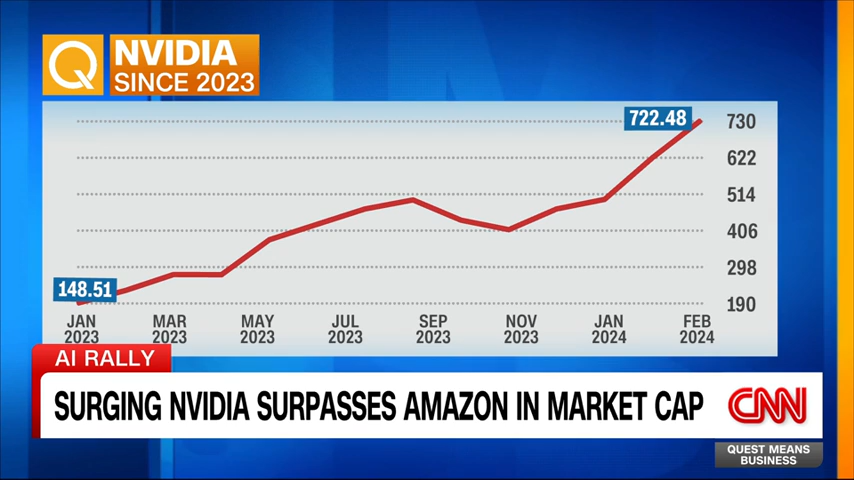 Q
NVIDIA
SINCE 2023
722.48
730
622
514
406
298
190
148.51
JAN MAR MAY JUL SEP NOV JAN FEB
2023 2023 2023 2023 2023 2023 2024 2024
AI RALLY
SURGING NVIDIA SURPASSES AMAZON IN MARKET CAP
CNN
QUEST MEANS
BUSINESS